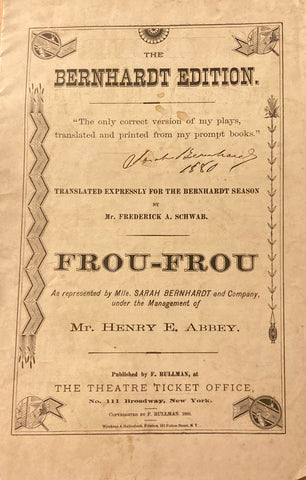 THE
BERNHARDT EDITION.
"The only correct version of my plays,
translated and printed from my prompt books."
Sarah Bernhardt
1880
TRANSLATED EXPRESSLY FOR THE BERNHARDT SEASON
BY
Mr. FREDERICK A. SCHWAB.
FROU-FROU
As represented by Mlle. SARAH BERNHARDT and Company,
under the Management of
Mr. HENRY E. ABBEY.
Published by F. RULLMAN, at
THE THEATRE TICKET OFFICE,
No. 111 Broadway, New York.
COPYRIGHTED BY F. RULLMAN, 1880.
Printers, Fulton Street, N.Y.